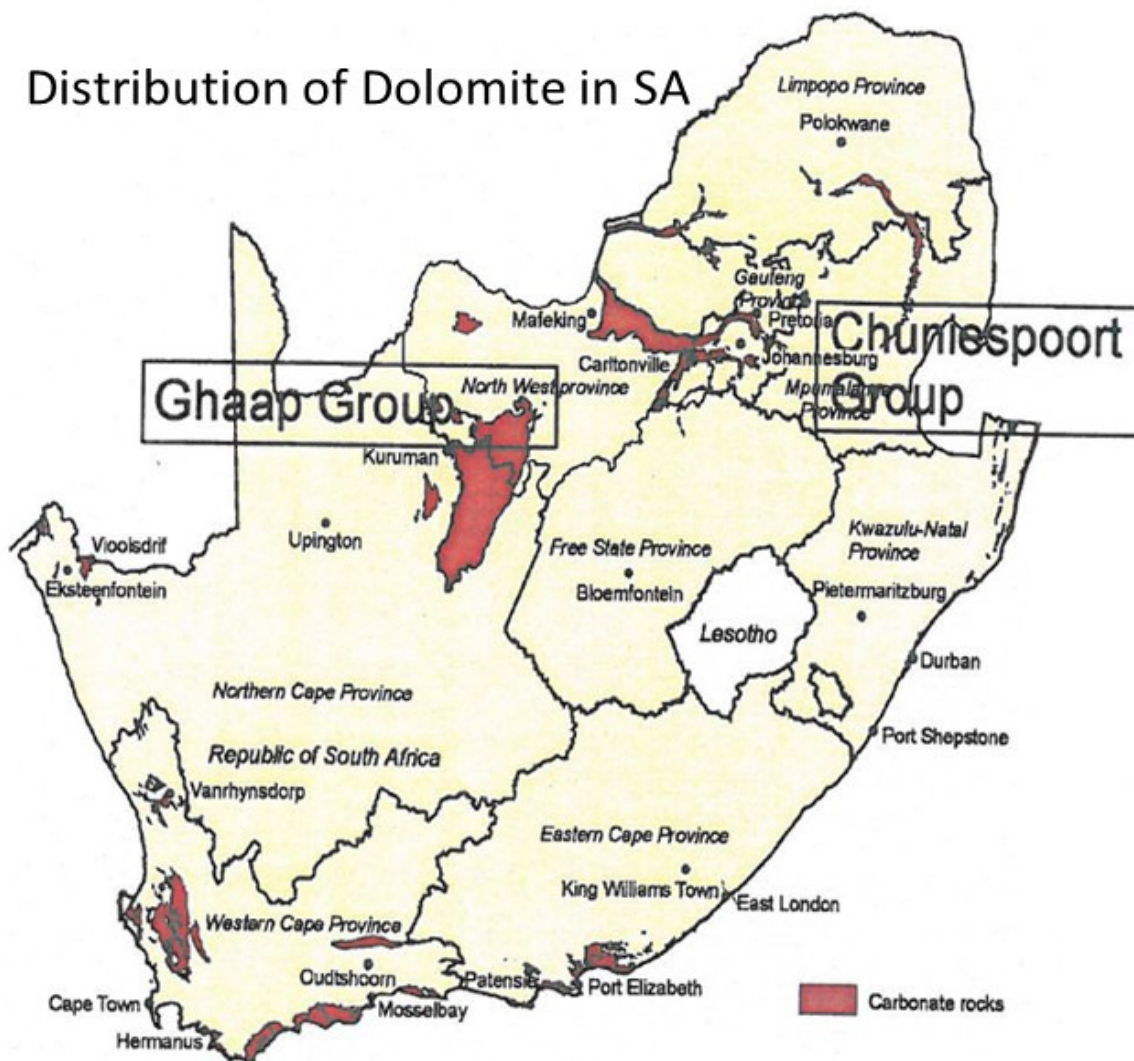 Distribution of Dolomite in SA
Limpopo Province
Polokwane
Gauteng
Province
Mafeking
Pretoria
Chuniespoort
Group
Carltonville
Johannesburg
North West province
Mpumalanga
Province
Ghaap Group
Kuruman
Vioolsdrif
Upington
Eksteenfontein
Free State Province
Bloemfontein
Kwazulu-Natal
Province
Pietermaritzburg
Lesotho
Durban
Northern Cape Province
Port Shepstone
Republic of South Africa
Vanrhynsdorp
Eastern Cape Province
King Williams Town
East London
Western Cape Province
Oudtshoorn
Patensie
Port Elizabeth
Cape Town
Mosselbay
Hermanus
Carbonate rocks